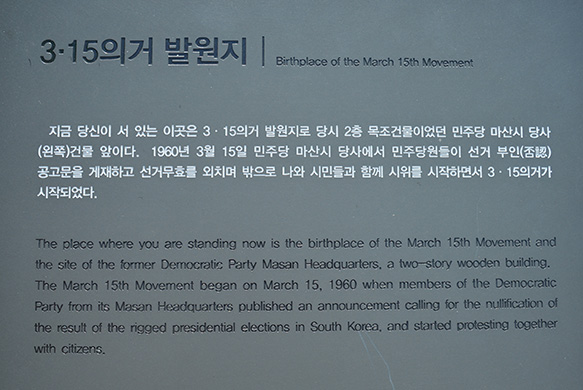 3·15의거 발원지 | Birthplace of the March 15th Movement
지금 당신이 서 있는 이곳은 3·15의거 발원지로 당시 2층 목조건물이었던 민주당 마산시 당사
(왼쪽)건물 앞이다. 1960년 3월 15일 민주당 마산시 당사에서 민주당원들이 선거 부인(否認)
공고문을 게재하고 선거무효를 외치며 밖으로 나와 시민들과 함께 시위를 시작하면서 3·15의거가
시작되었다.
The place where you are standing now is the birthplace of the March 15th Movement and
the site of the former Democratic Party Masan Headquarters, a two-story wooden building.
The March 15th Movement began on March 15, 1960 when members of the Democratic
Party from its Masan Headquarters published an announcement calling for the nullification of
the result of the rigged presidential elections in South Korea, and started protesting together
with citizens.